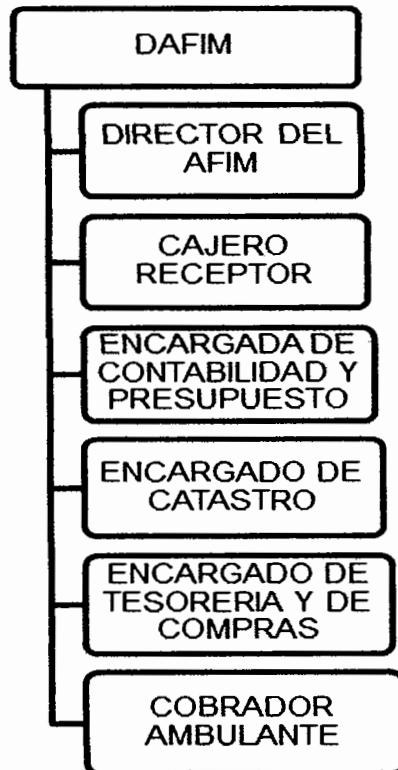 DAFIM
DIRECTOR DEL
AFIM
CAJERO
RECEPTOR
ENCARGADA DE
CONTABILIDAD Y
PRESUPUESTO
ENCARGADO DE
CATASTRO
ENCARGADO DE
TESORERIA Y DE
COMPRAS
COBRADOR
AMBULANTE